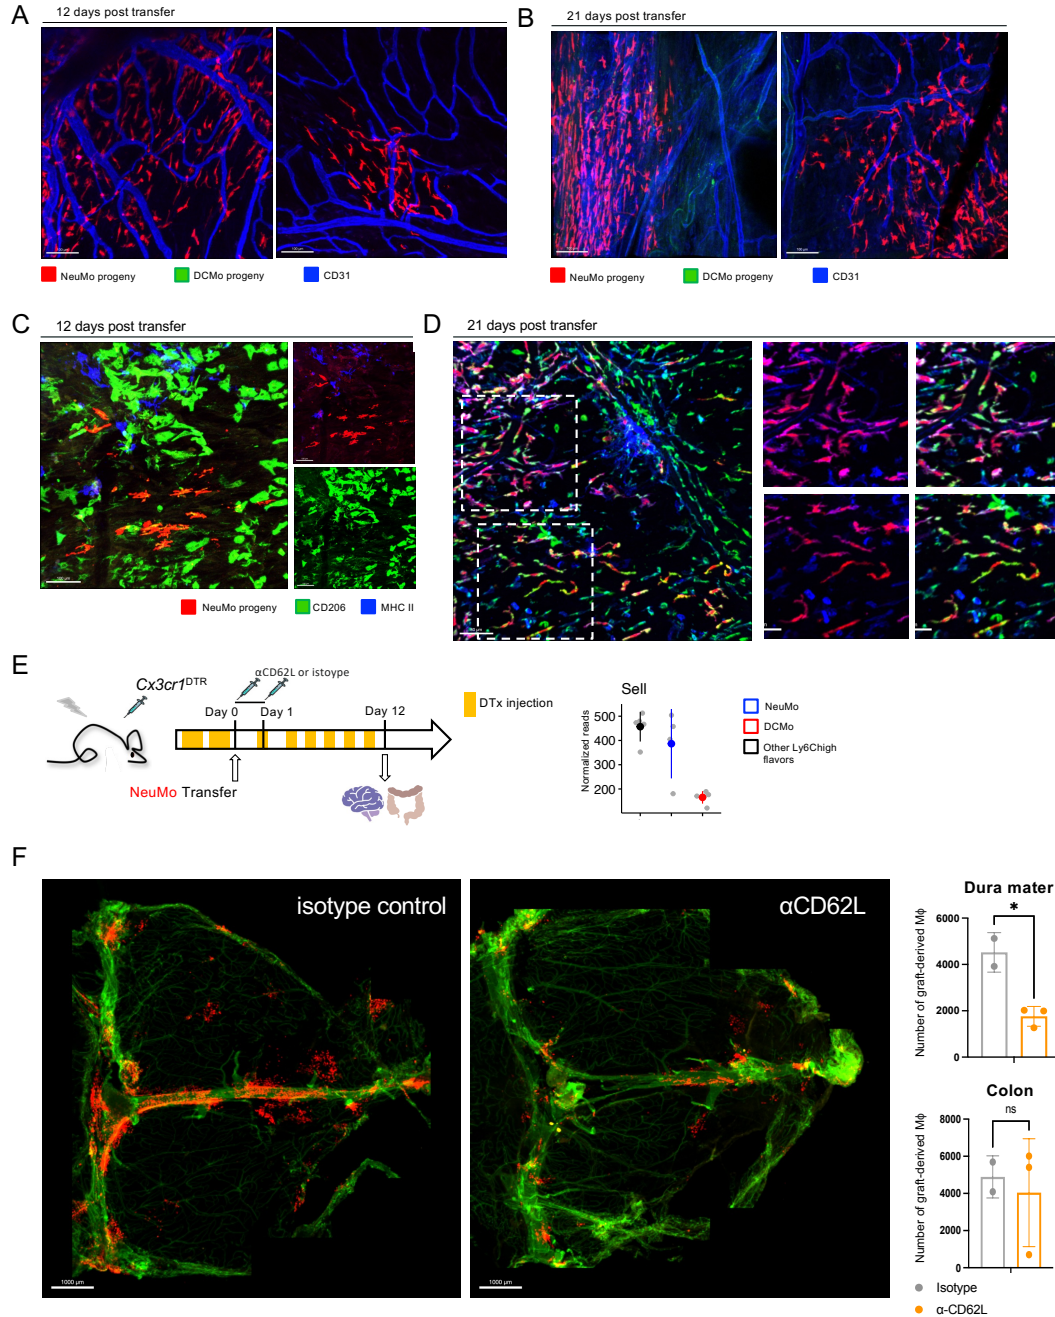 A
12 days post transfer
B
21 days post transfer
100 µm
NeuMo progeny
DCMo progeny
CD31
NeuMo progeny
DCMo progeny
CD31
C
12 days post transfer
D
21 days post transfer
NeuMo progeny
CD206
MHC II
E
Cx3cr1DTR
αCD62L or istoype
Day 0
Day 1
Day 12
NeuMo Transfer
DTx injection
Sell
Normalized reads
500
400
300
200
NeuMo
DCMo
Other Ly6Chigh
flavors
F
isotype control
αCD62L
1000 µm
1000 µm
Dura mater
*
Number of graft-derived Mϕ
6000
4000
2000
0
Colon
ns
Number of graft-derived Mϕ
8000
6000
4000
2000
0
Isotype
α-CD62L